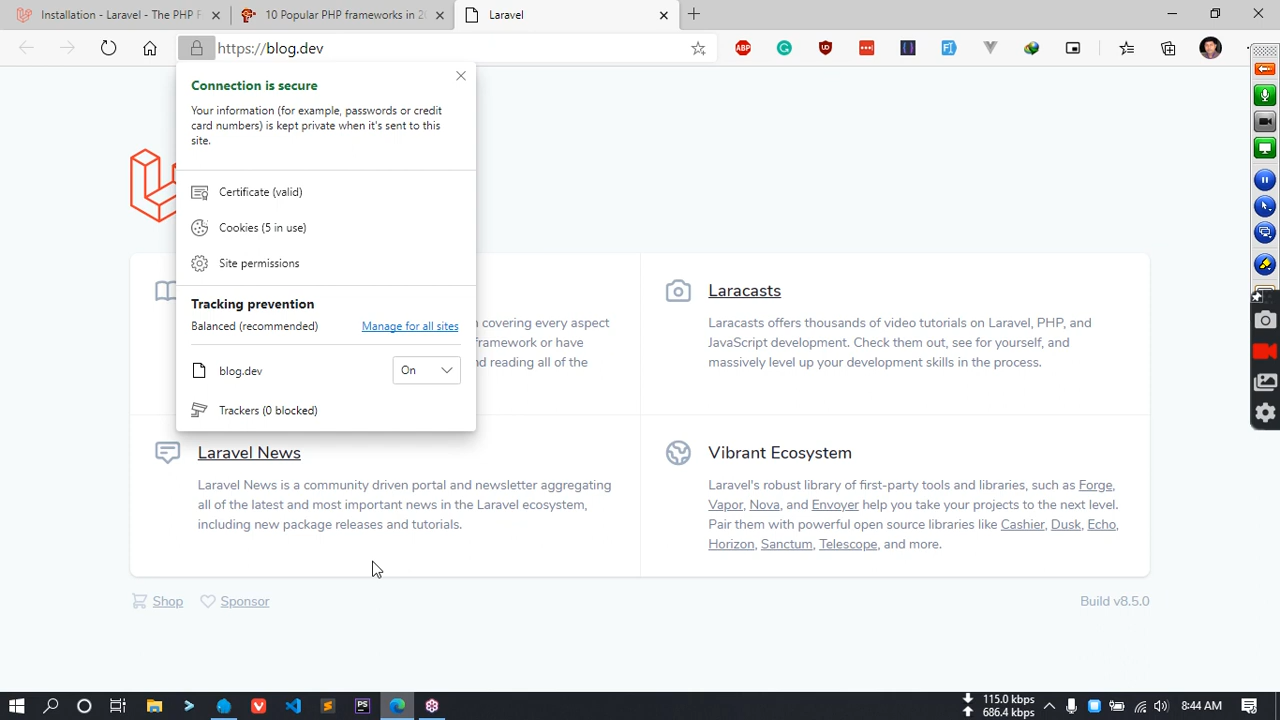 Installation - Laravel - The PHP F
10 Popular PHP frameworks in 20
Laravel
https://blog.dev
ABP
Connection is secure
Your information (for example, passwords or credit
card numbers) is kept private when it's sent to this
site.
Certificate (valid)
Cookies (5 in use)
Site permissions
Tracking prevention
Balanced (recommended)
Manage for all sites
blog.dev
On
Trackers (0 blocked)
n covering every aspect
framework or have
nd reading all of the
Laracasts
Laracasts offers thousands of video tutorials on Laravel, PHP, and
JavaScript development. Check them out, see for yourself, and
massively level up your development skills in the process.
Laravel News
Laravel News is a community driven portal and newsletter aggregating
all of the latest and most important news in the Laravel ecosystem,
including new package releases and tutorials.
Vibrant Ecosystem
Laravel's robust library of first-party tools and libraries, such as Forge,
Vapor, Nova, and Envoyer help you take your projects to the next level.
Pair them with powerful open source libraries like Cashier, Dusk, Echo,
Horizon, Sanctum, Telescope, and more.
Shop
Sponsor
Build v8.5.0
115.0 kbps
686.4 kbps
8:44 AM